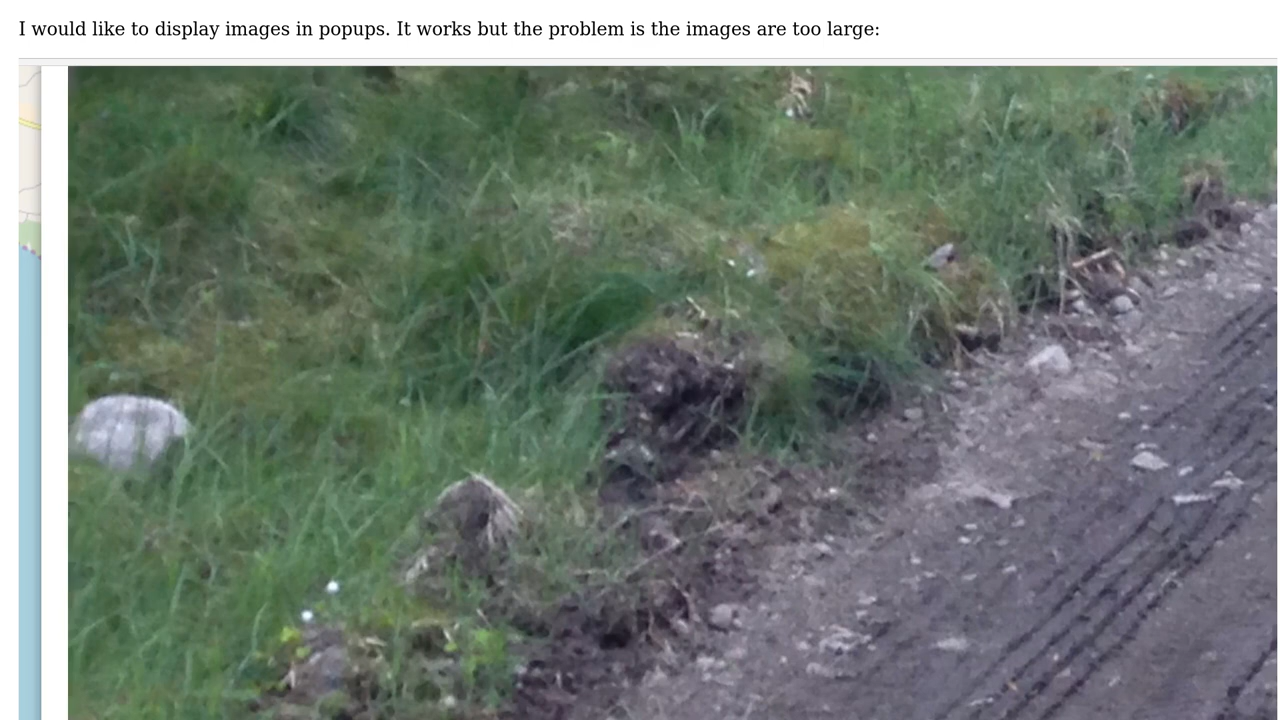 I would like to display images in popups. It works but the problem is the images are too large: